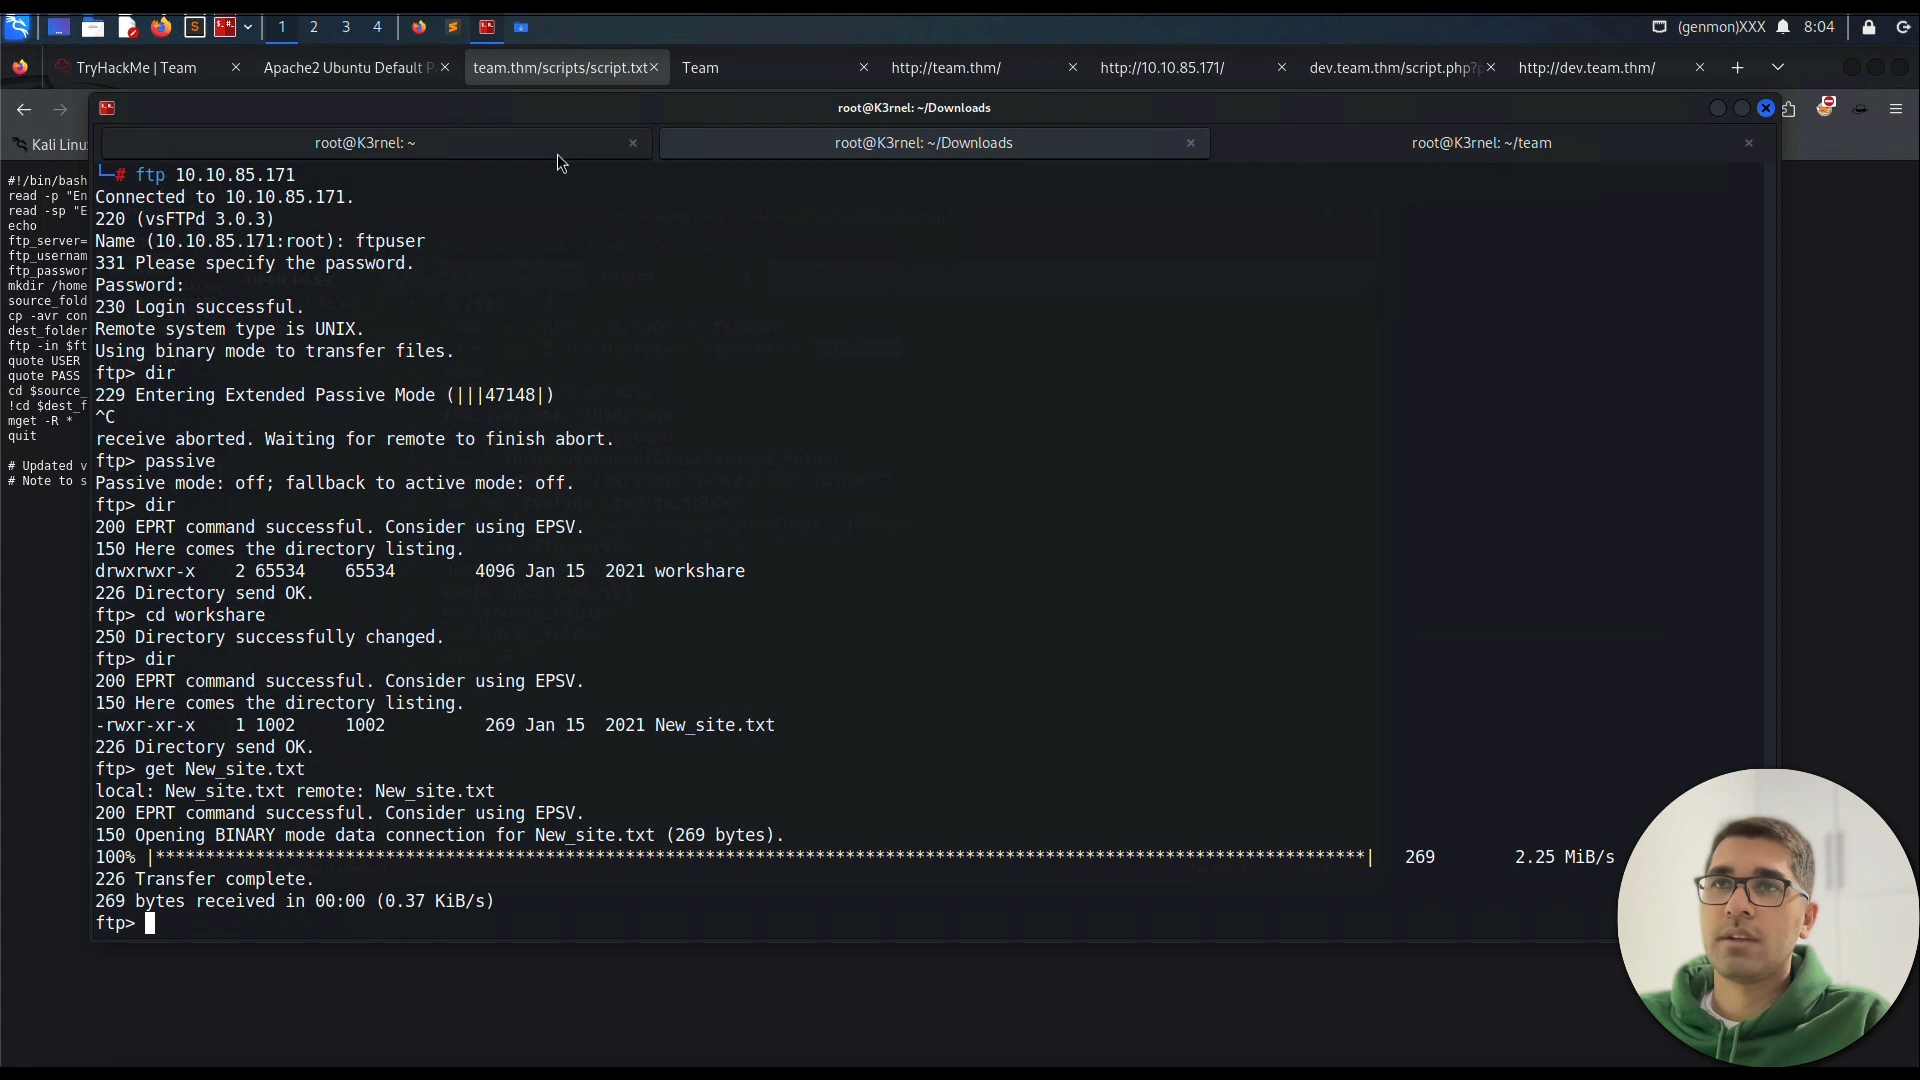 1 2 3 4 (genmon)XXX 8:04
TryHackMe | Team
Apache2 Ubuntu Default P
team.thm/scripts/script.txt
Team
http://team.thm/
http://10.10.85.171/
dev.team.thm/script.php?p
http://dev.team.thm/
root@K3rnel: ~/Downloads
root@K3rnel: ~
root@K3rnel: ~/Downloads
root@K3rnel: ~/team
Kali Linu
#!/bin/bash
read -p "En
read -sp "E
echo
ftp_server=
ftp_usernam
ftp_passwor
mkdir /home
source_fold
cp -avr con
dest_folder
ftp -in $ft
quote USER
quote PASS
cd $source_
!cd $dest_f
mget -R *
quit
# Updated v
# Note to s
└─# ftp 10.10.85.171
Connected to 10.10.85.171.
220 (vsFTPd 3.0.3)
Name (10.10.85.171:root): ftpuser
331 Please specify the password.
Password:
230 Login successful.
Remote system type is UNIX.
Using binary mode to transfer files.
ftp> dir
229 Entering Extended Passive Mode (|||47148|)
^C
receive aborted. Waiting for remote to finish abort.
ftp> passive
Passive mode: off; fallback to active mode: off.
ftp> dir
200 EPRT command successful. Consider using EPSV.
150 Here comes the directory listing.
drwxrwxr-x    2 65534    65534        4096 Jan 15  2021 workshare
226 Directory send OK.
ftp> cd workshare
250 Directory successfully changed.
ftp> dir
200 EPRT command successful. Consider using EPSV.
150 Here comes the directory listing.
-rwxr-xr-x    1 1002     1002          269 Jan 15  2021 New_site.txt
226 Directory send OK.
ftp> get New_site.txt
local: New_site.txt remote: New_site.txt
200 EPRT command successful. Consider using EPSV.
150 Opening BINARY mode data connection for New_site.txt (269 bytes).
100% |*************************************************************************************************************************|   269        2.25 MiB/s
226 Transfer complete.
269 bytes received in 00:00 (0.37 KiB/s)
ftp>